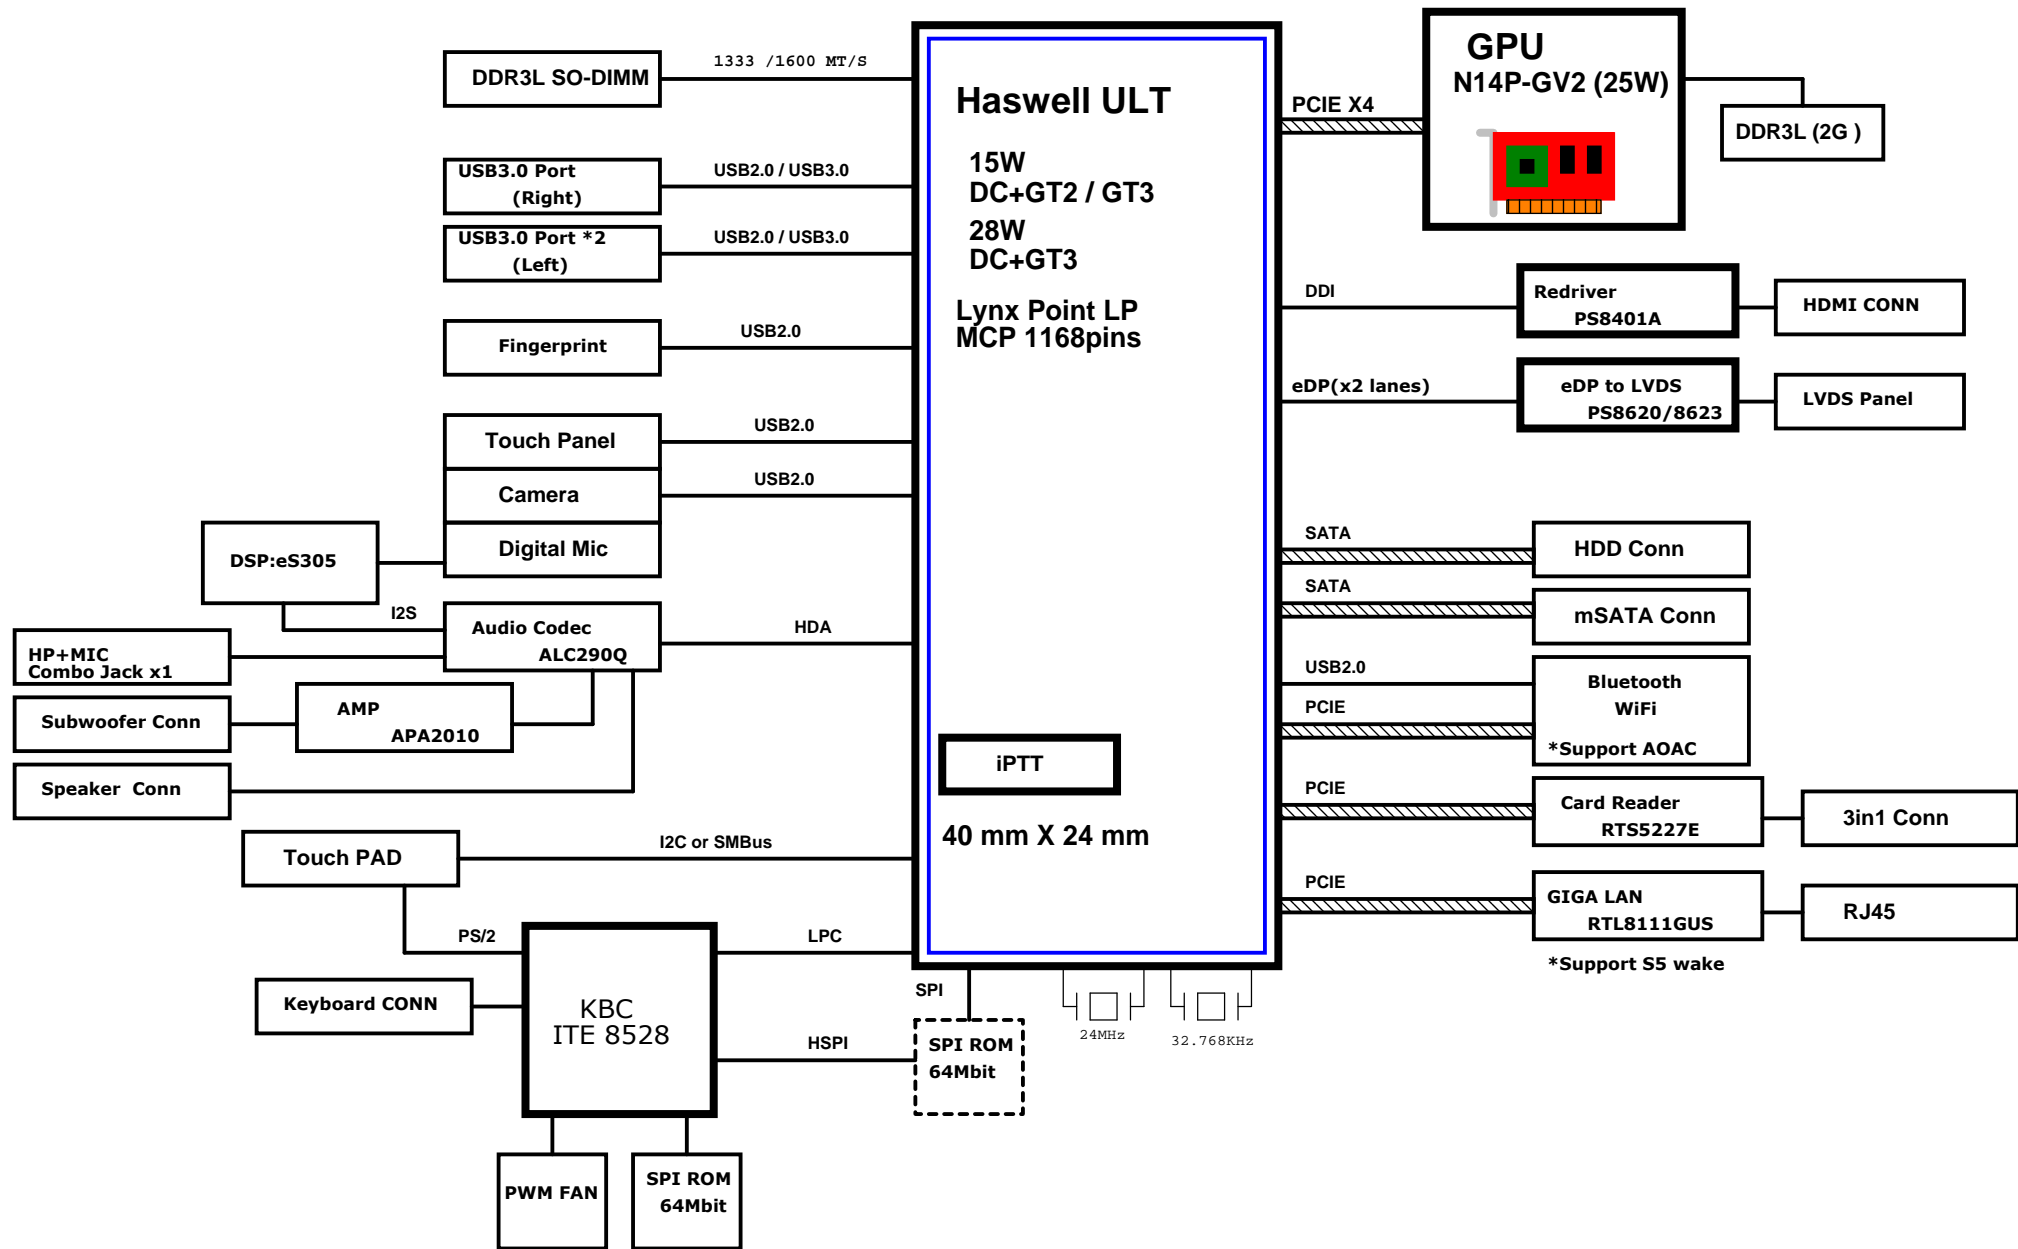 DDR3L SO-DIMM
1333 /1600 MT/S
USB3.0 Port
(Right)
USB2.0 / USB3.0
USB3.0 Port *2
(Left)
USB2.0 / USB3.0
Fingerprint
USB2.0
Touch Panel
USB2.0
Camera
USB2.0
Digital Mic
DSP:eS305
I2S
Audio Codec
ALC290Q
HDA
HP+MIC
Combo Jack x1
Subwoofer Conn
AMP
APA2010
Speaker Conn
Touch PAD
I2C or SMBus
PS/2
LPC
Keyboard CONN
KBC
ITE 8528
HSPI
PWM FAN
SPI ROM
64Mbit
Haswell ULT
15W
DC+GT2 / GT3
28W
DC+GT3
Lynx Point LP
MCP 1168pins
iPTT
40 mm X 24 mm
SPI
SPI ROM
64Mbit
24MHz
32.768KHz
GPU
N14P-GV2 (25W)
PCIE X4
DDR3L (2G )
DDI
Redriver
PS8401A
HDMI CONN
eDP(x2 lanes)
eDP to LVDS
PS8620/8623
LVDS Panel
SATA
HDD Conn
SATA
mSATA Conn
USB2.0
PCIE
Bluetooth
WiFi
*Support AOAC
PCIE
Card Reader
RTS5227E
3in1 Conn
PCIE
GIGA LAN
RTL8111GUS
RJ45
*Support S5 wake